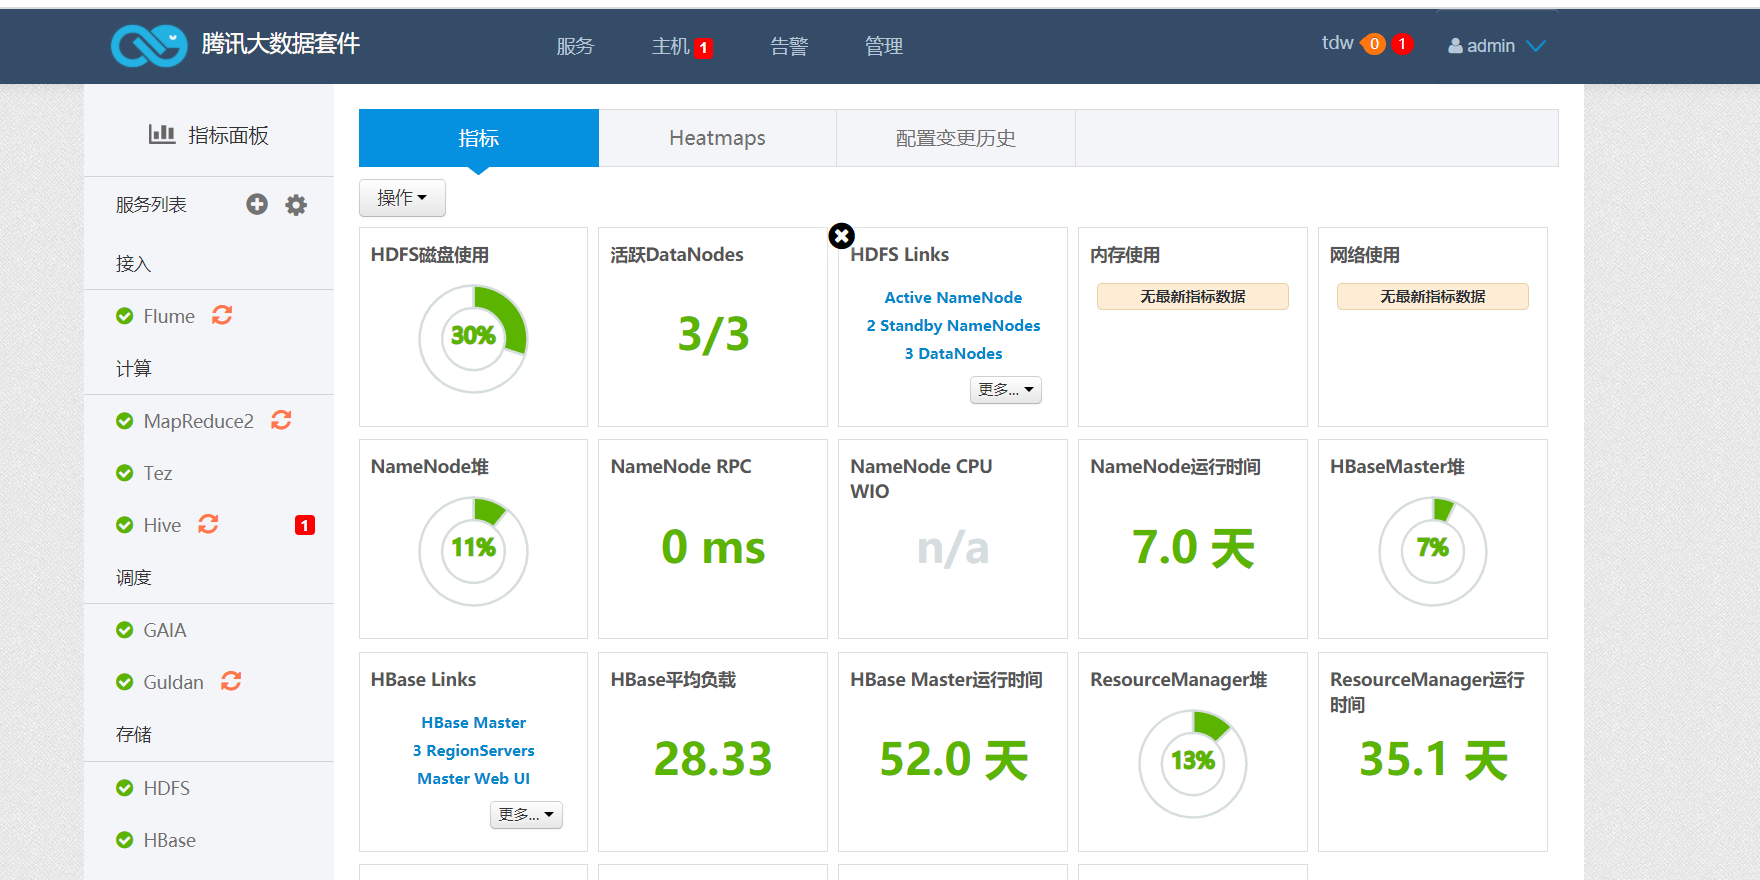 腾讯大数据套件
服务
主机 1
告警
管理
tdw 0 1
admin
指标面板
服务列表
接入
Flume
计算
MapReduce2
Tez
Hive 1
调度
GAIA
Guldan
存储
HDFS
HBase
指标
Heatmaps
配置变更历史
操作
HDFS磁盘使用
30%
活跃DataNodes
3/3
HDFS Links
Active NameNode
2 Standby NameNodes
3 DataNodes
更多...
内存使用
无最新指标数据
网络使用
无最新指标数据
NameNode堆
11%
NameNode RPC
0 ms
NameNode CPU
WIO
n/a
NameNode运行时间
7.0 天
HBaseMaster堆
7%
HBase Links
HBase Master
3 RegionServers
Master Web UI
更多...
HBase平均负载
28.33
HBase Master运行时间
52.0 天
ResourceManager堆
13%
ResourceManager运行
时间
35.1 天